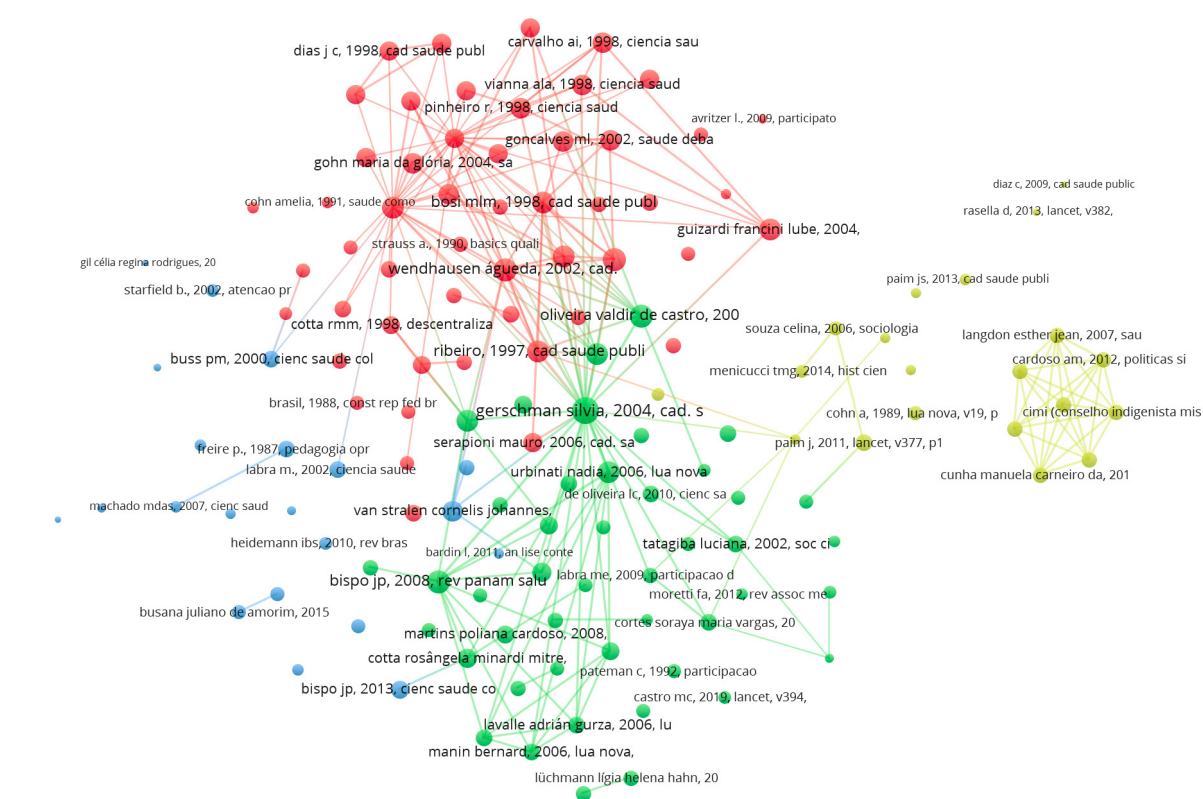 dias j c, 1998, cad saude publ
carvalho ai, 1998, ciencia sau
vianna ala, 1998, ciencia saud
pinheiro r, 1998, ciencia saud
avritzer l., 2009, participato
goncalves ml, 2002, saude deba
gohn maria da glória, 2004, sa
diaz c, 2009, cad saude public
cohn amelia, 1991, saude como
bosi mlm, 1998, cad saude publ
rasella d, 2013, lancet, v382,
guizardi francini lube, 2004,
strauss a., 1990, basics quali
gil célia regina rodrigues, 20
wendhausen águeda, 2002, cad.
paim js, 2013, cad saude publi
starfield b., 2002, atencao pr
oliveira valdir de castro, 200
cotta rmm, 1998, descentraliza
souza celina, 2006, sociologia
langdon esther jean, 2007, sau
ribeiro, 1997, cad saude publi
buss pm, 2000, cienc saude col
cardoso am, 2012, politicas si
menicucci tmg, 2014, hist cien
brasil, 1988, const rep fed br
gerschman silvia, 2004, cad. s
cohn a, 1989, lua nova, v19, p
cimi (conselho indigenista mis
serapioni mauro, 2006, cad. sa
paim j, 2011, lancet, v377, p1
freire p., 1987, pedagogia opr
labra m., 2002, ciencia saude
urbinati nadia, 2006, lua nova
cunha manuela carneiro da, 201
de oliveira lc, 2010, cienc sa
machado mdas, 2007, cienc saud
van stralen cornelis johannes,
heidemann ibs, 2010, rev bras
tatagiba luciana, 2002, soc ci
bardin l, 2011, an lise conte
labra me, 2009, participacao d
bispo jp, 2008, rev panam salu
moretti fa, 2012, rev assoc me
busana juliano de amorim, 2015
cortes soraya maria vargas, 20
martins poliana cardoso, 2008,
cotta rosângela minardi mitre,
pateman c, 1992, participacao
bispo jp, 2013, cienc saude co
castro mc, 2019, lancet, v394,
lavalle adrián gurza, 2006, lu
manin bernard, 2006, lua nova,
lüchmann lígia helena hahn, 20